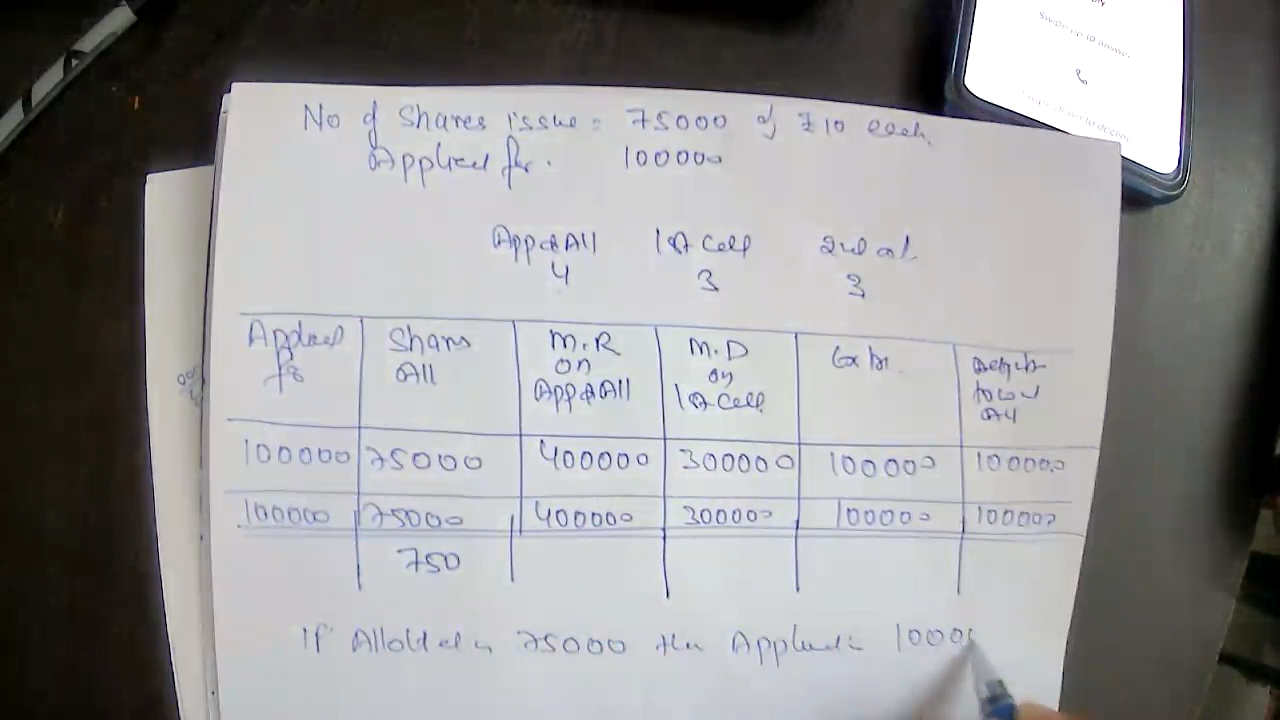 No of Shares issue = 75000 of ₹10 each.
Applied for. 100000
App & All 1st Call 2nd call
4 3 3
Applied for Shares All M.R on App & All M.D on 1st Call
100000 75000 400000 300000 100000 100000
100000 75000 400000 300000 100000 100000
750
If Allotted = 75000 then Applied = 1000